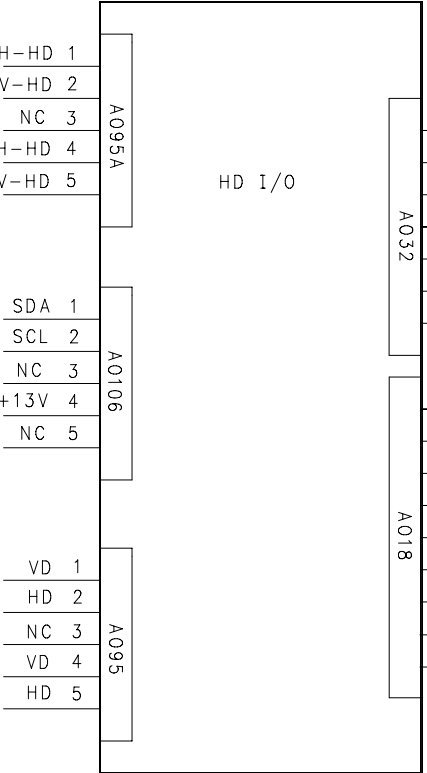 H-HD 1
V-HD 2
NC 3
H-HD 4
V-HD 5
A095A
HD I/O
A032
SDA 1
SCL 2
NC 3
+13V 4
NC 5
A0106
A018
VD 1
HD 2
NC 3
VD 4
HD 5
A095